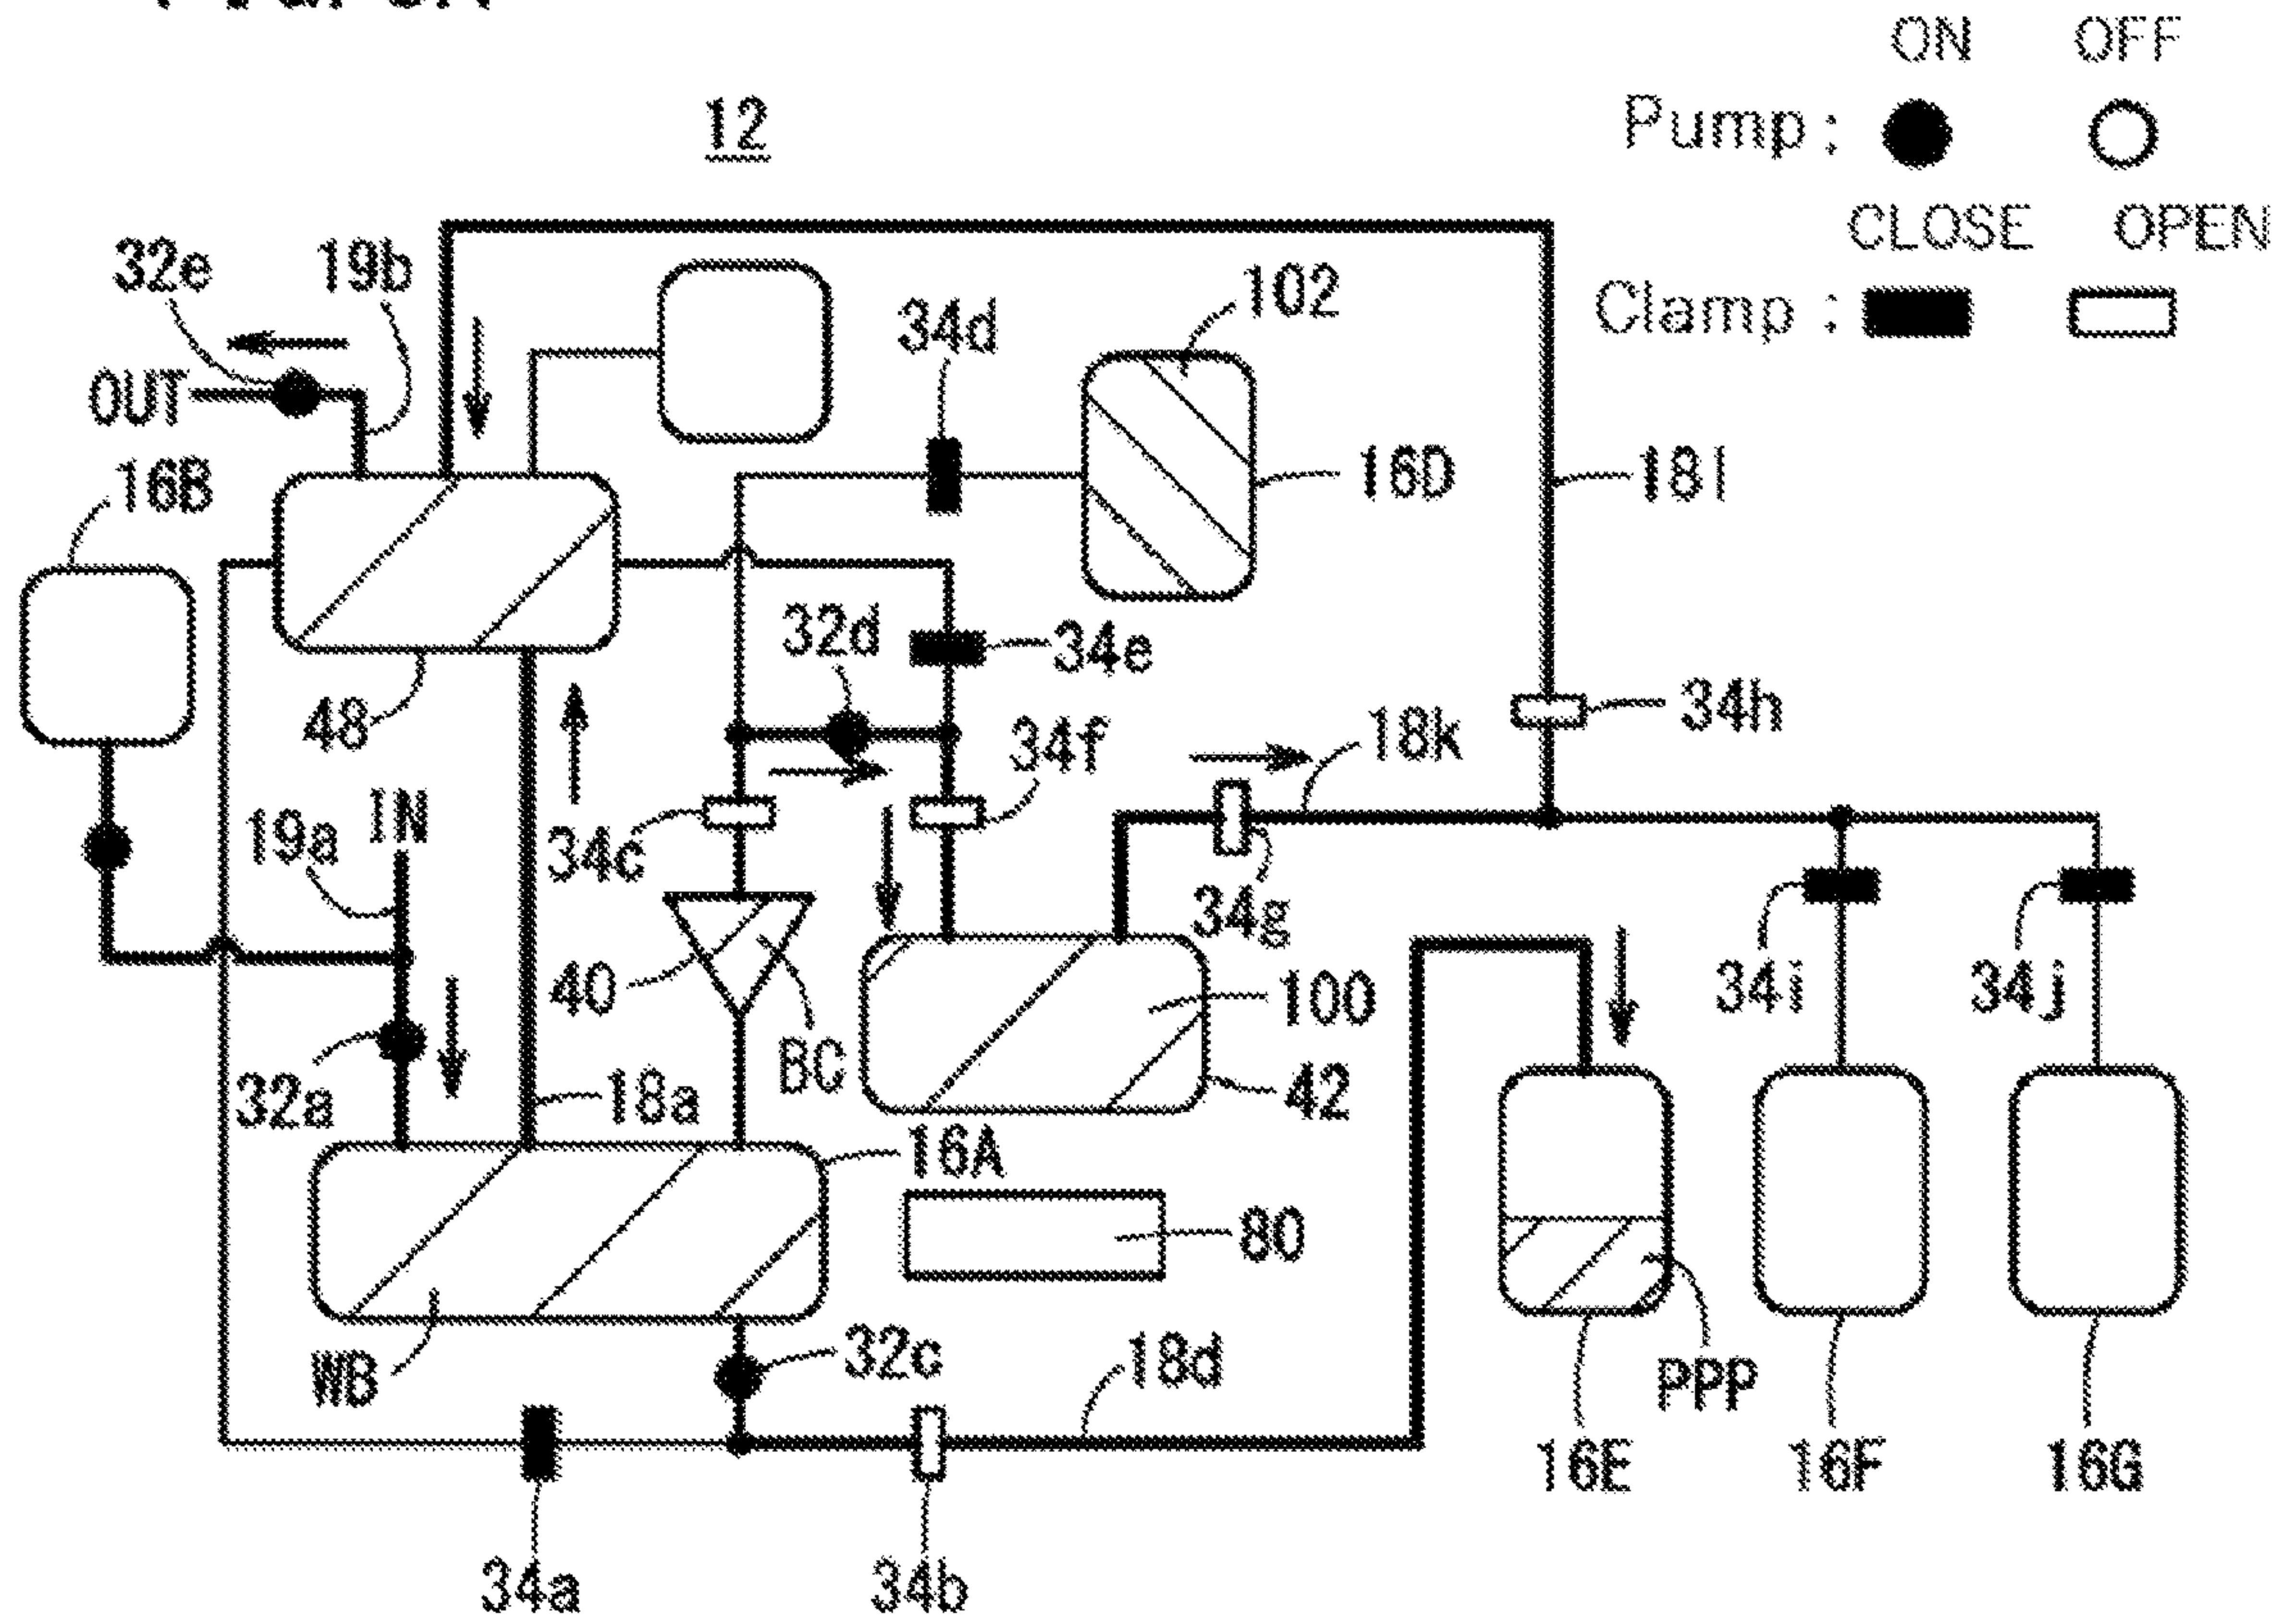 ON OFF
Pump :
CLOSE OPEN
Clamp :
12
32e
19b
OUT
16B
34d
102
16D
18l
32d
34e
48
34f
34h
18k
19a
IN
34c
34g
40
BC
100
42
34i
34j
32a
18a
16A
80
WB
32c
18d
PPP
16E
16F
16G
34a
34b